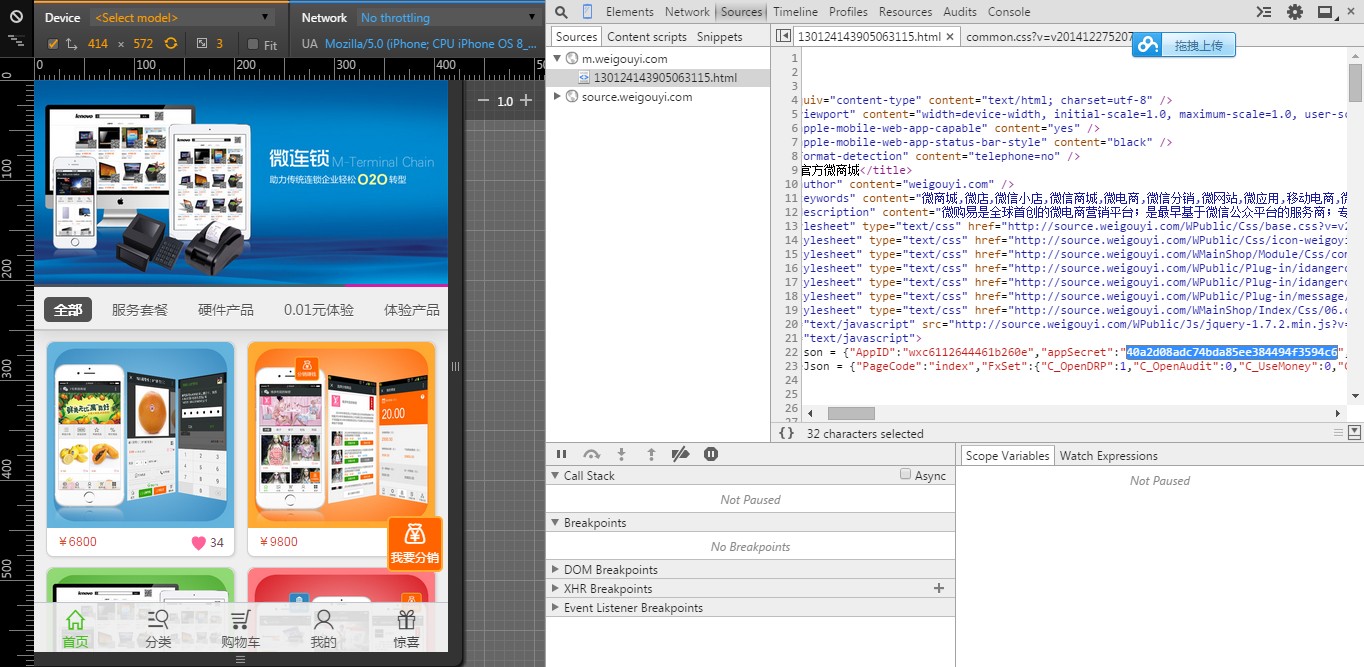 Device <Select model> ▼
Network No throttling ▼
414 × 572 3 Fit
UA Mozilla/5.0 (iPhone; CPU iPhone OS 8_...
0 100 200 300 400 50
0
100
200
300
400
500
1.0
lenovo
微连锁 M-Terminal Chain
助力传统连锁企业轻松 O2O 转型
全部 服务套餐 硬件产品 0.01元体验 体验产品
20.00
￥6800 34
￥9800
我要分销
首页 分类 购物车 我的 惊喜
Elements Network Sources Timeline Profiles Resources Audits Console
Sources Content scripts Snippets
m.weigouyi.com
130124143905063115.html
source.weigouyi.com
130124143905063115.html × common.css?v=v201412275207
拖拽上传
1
2
3
4 uiv="content-type" content="text/html; charset=utf-8" />
5 iewport" content="width=device-width, initial-scale=1.0, maximum-scale=1.0, user-sc
6 pple-mobile-web-app-capable" content="yes" />
7 pple-mobile-web-app-status-bar-style" content="black" />
8 ormat-detection" content="telephone=no" />
9 官方微商城</title>
10 uthor" content="weigouyi.com" />
11 eywords" content="微商城,微店,微信小店,微信商城,微电商,微信分销,微网站,微应用,移动电商,微
12 escription" content="微购易是全球首创的微电商营销平台；是最早基于微信公众平台的服务商；专
13 ylesheet" type="text/css" href="http://source.weigouyi.com/WPublic/Css/base.css?v=v2
14 ylesheet" type="text/css" href="http://source.weigouyi.com/WPublic/Css/icon-weigoyi
15 ylesheet" type="text/css" href="http://source.weigouyi.com/WMainShop/Module/Css/com
16 ylesheet" type="text/css" href="http://source.weigouyi.com/WPublic/Plug-in/idangero
17 ylesheet" type="text/css" href="http://source.weigouyi.com/WPublic/Plug-in/idangero
18 ylesheet" type="text/css" href="http://source.weigouyi.com/WPublic/Plug-in/message/
19 ylesheet" type="text/css" href="http://source.weigouyi.com/WMainShop/Index/Css/06.c
20 "text/javascript" src="http://source.weigouyi.com/WPublic/Js/jquery-1.7.2.min.js?v=
21 "text/javascript">
22 son = {"AppID":"wxc6112644461b260e","appSecret":"40a2d08adc74bda85ee384494f3594c6",
23 Json = {"PageCode":"index","FxSet":{"C_OpenDRP":1,"C_OpenAudit":0,"C_UseMoney":0,"C
24
25
26
27
{} 32 characters selected
Call Stack Async
Not Paused
Breakpoints
No Breakpoints
DOM Breakpoints
XHR Breakpoints +
Event Listener Breakpoints
Scope Variables Watch Expressions
Not Paused